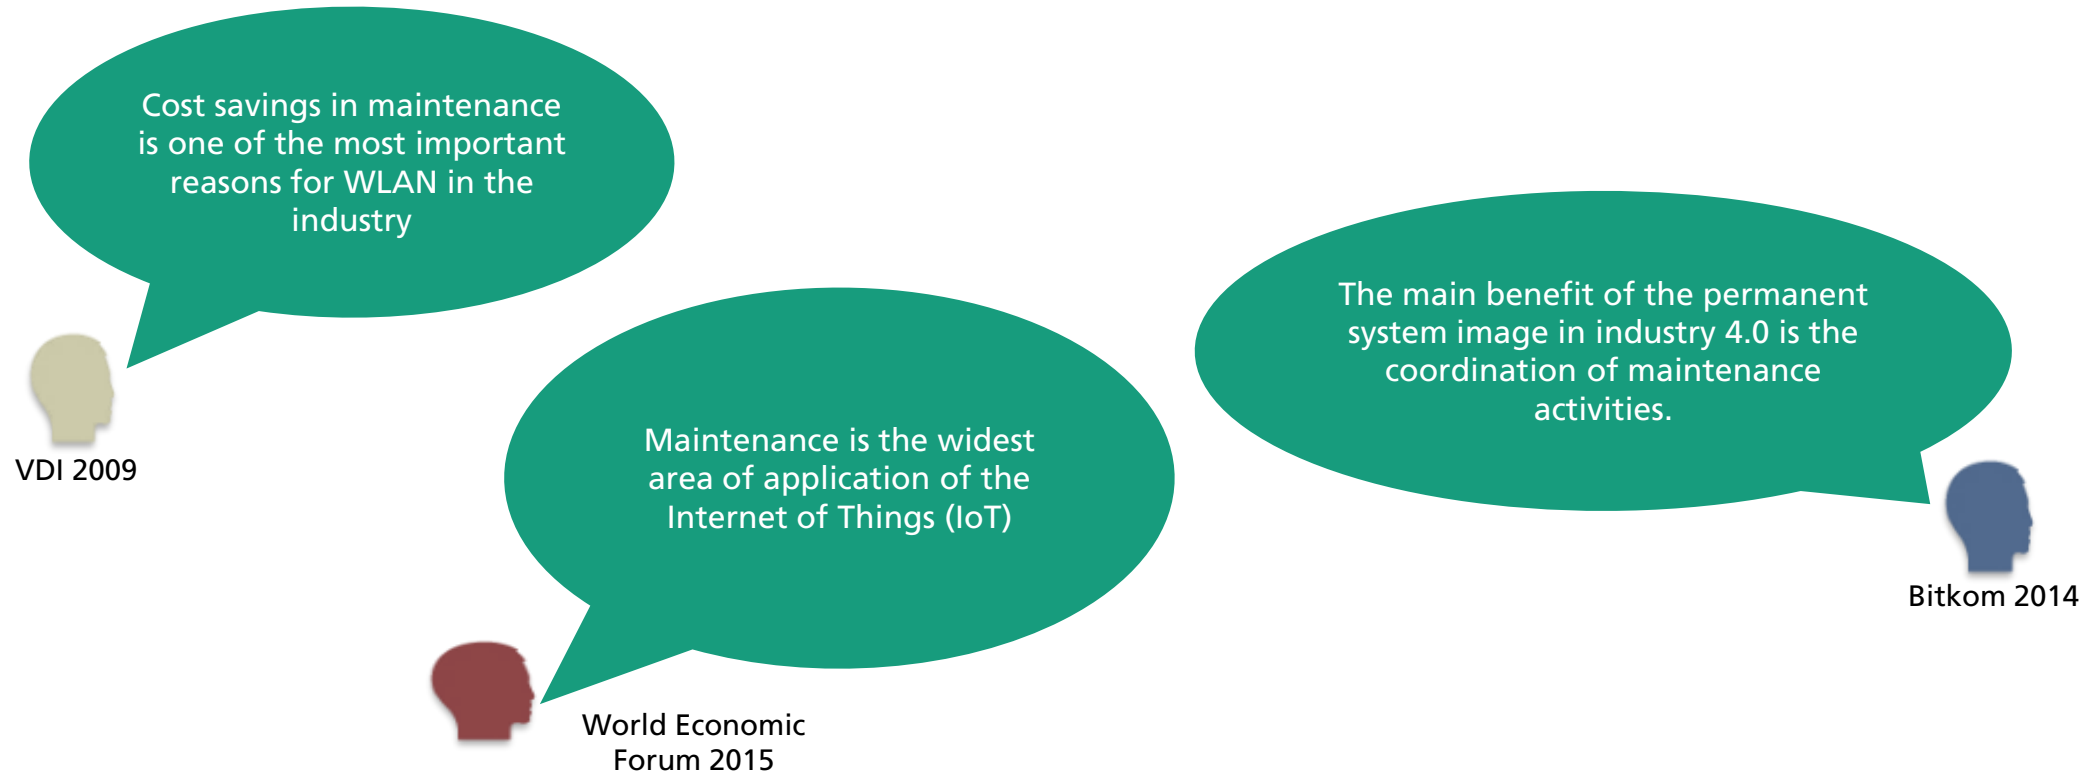 Cost savings in maintenance
is one of the most important
reasons for WLAN in the
industry
VDI 2009
Maintenance is the widest
area of application of the
Internet of Things (IoT)
World Economic
Forum 2015
The main benefit of the permanent
system image in industry 4.0 is the
coordination of maintenance
activities.
Bitkom 2014